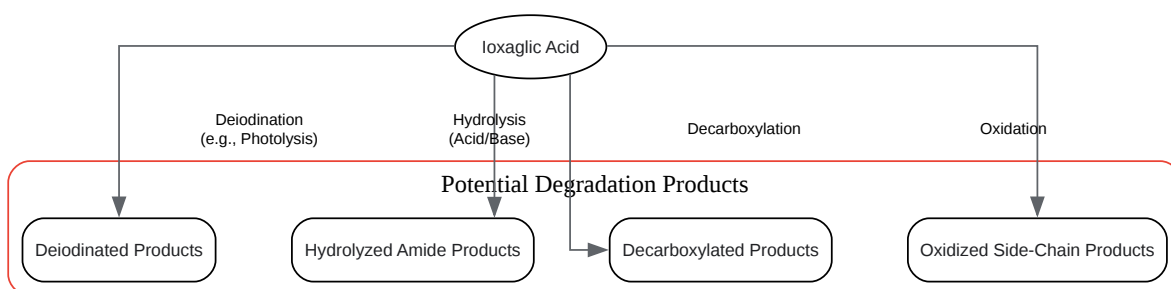 Ioxaglic Acid
Deiodination
(e.g., Photolysis)
Hydrolysis
(Acid/Base)
Decarboxylation
Oxidation
Potential Degradation Products
Deiodinated Products
Hydrolyzed Amide Products
Decarboxylated Products
Oxidized Side-Chain Products